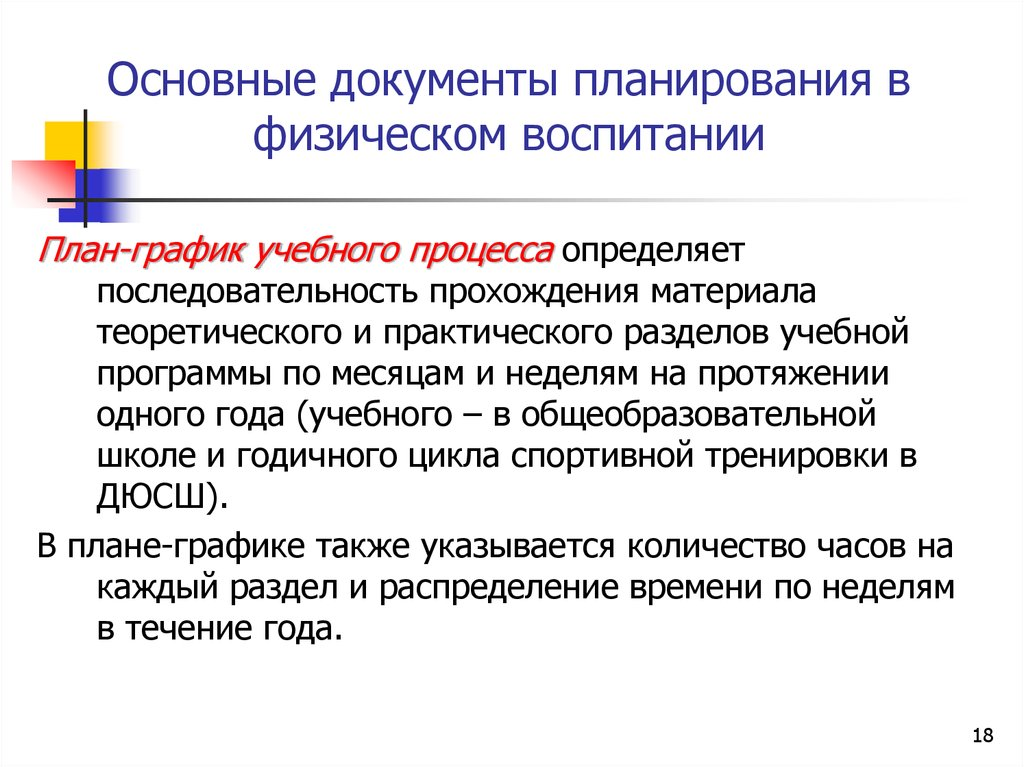 Основные документы планирования в
физическом воспитании
План-график учебного процесса определяет
последовательность прохождения материала
теоретического и практического разделов учебной
программы по месяцам и неделям на протяжении
одного года (учебного – в общеобразовательной
школе и годичного цикла спортивной тренировки в
ДЮСШ).
В плане-графике также указывается количество часов на
каждый раздел и распределение времени по неделям
в течение года.
18